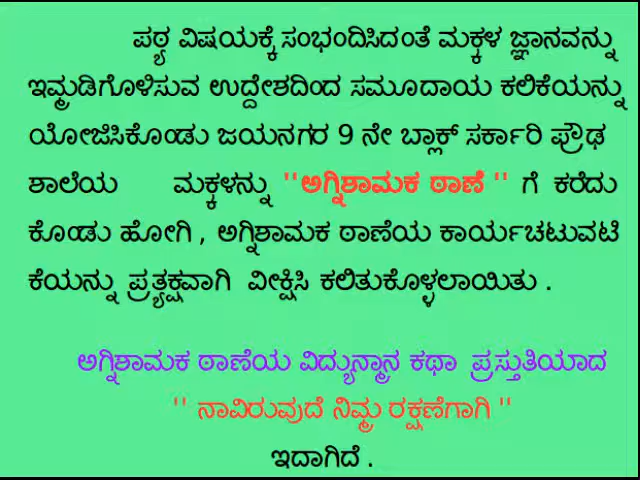 ಪಠ್ಯ ವಿಷಯಕ್ಕೆ ಸಂಭಂದಿಸಿದಂತೆ ಮಕ್ಕಳ ಜ್ಞಾನವನ್ನು
ಇಮ್ಮಡಿಗೊಳಿಸುವ ಉದ್ದೇಶದಿಂದ ಸಮೂದಾಯ ಕಲಿಕೆಯನ್ನು
ಯೋಜಿಸಿಕೊಂಡು ಜಯನಗರ 9 ನೇ ಬ್ಲಾಕ್ ಸರ್ಕಾರಿ ಪ್ರೌಢ
ಶಾಲೆಯ ಮಕ್ಕಳನ್ನು "ಅಗ್ನಿಶಾಮಕ ಠಾಣೆ " ಗೆ ಕರೆದು
ಕೊಂಡು ಹೋಗಿ , ಅಗ್ನಿಶಾಮಕ ಠಾಣೆಯ ಕಾರ್ಯಚಟುವಟಿ
ಕೆಯನ್ನು ಪ್ರತ್ಯಕ್ಷವಾಗಿ ವೀಕ್ಷಿಸಿ ಕಲಿತುಕೊಳ್ಳಲಾಯಿತು .
ಅಗ್ನಿಶಾಮಕ ಠಾಣೆಯ ವಿದ್ಯುನ್ಮಾನ ಕಥಾ ಪ್ರಸ್ತುತಿಯಾದ
" ನಾವಿರುವುದೆ ನಿಮ್ಮ ರಕ್ಷಣೆಗಾಗಿ "
ಇದಾಗಿದೆ .